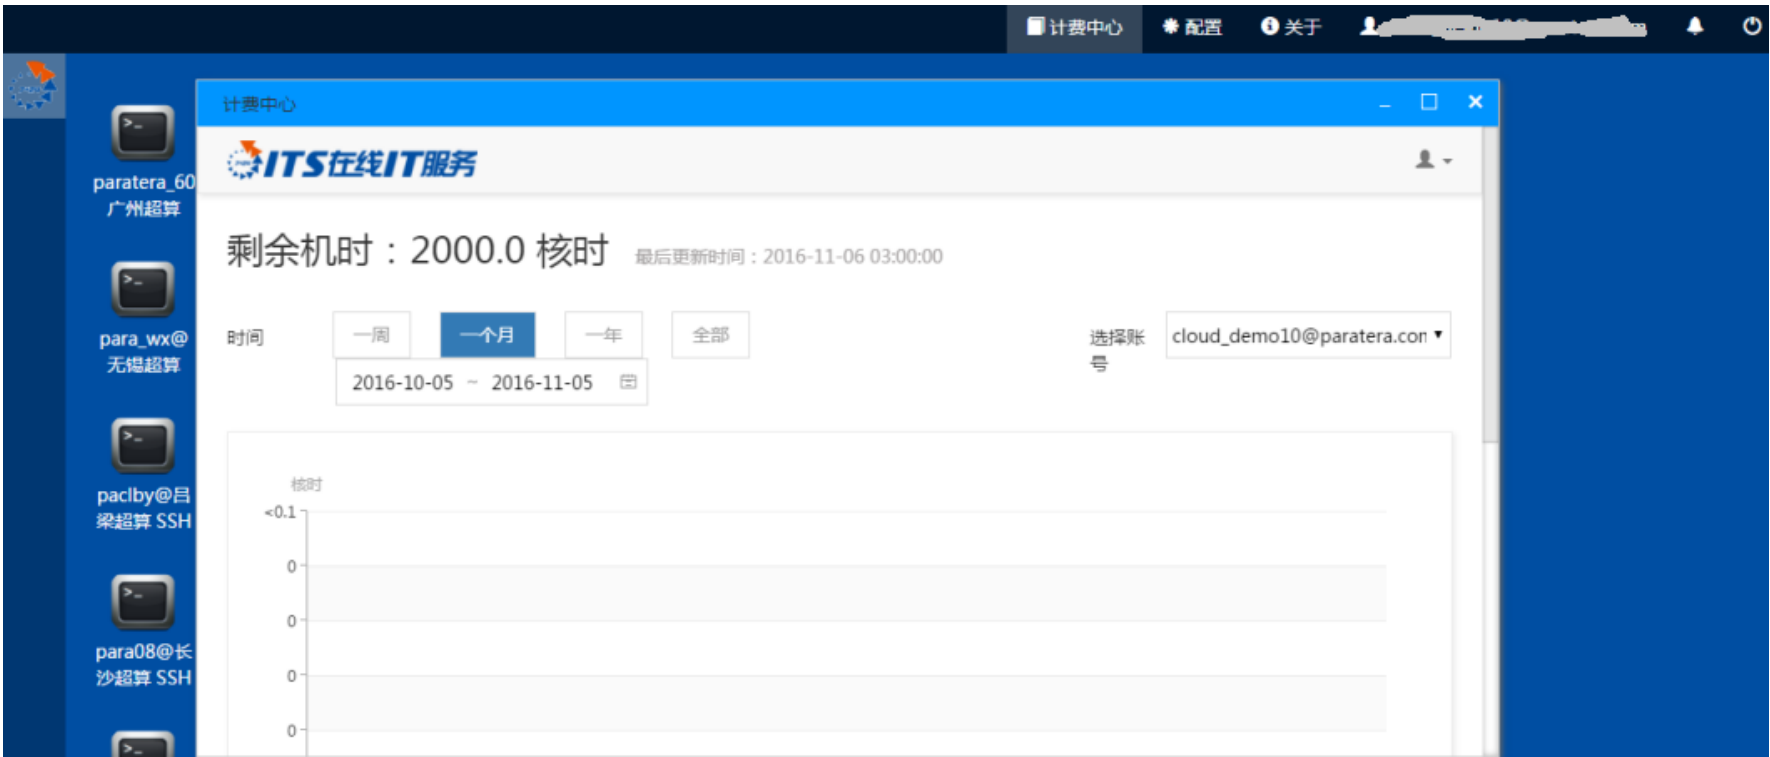 计费中心 配置 关于
paratera_60
广州超算
para_wx@
无锡超算
paclby@吕
梁超算 SSH
para08@长
沙超算 SSH
计费中心
ITS在线IT服务
剩余机时：2000.0 核时 最后更新时间：2016-11-06 03:00:00
时间 一周 一个月 一年 全部
选择账
号
cloud_demo10@paratera.con
2016-10-05 ~ 2016-11-05
核时
<0.1
0
0
0
0